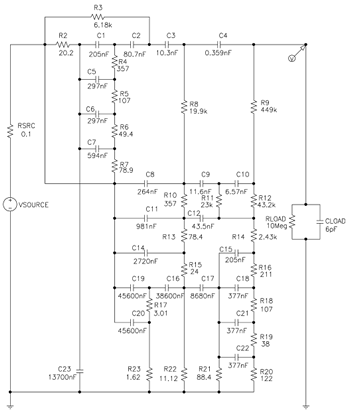 R3
6.18k
R2
20.2
C1
205nF
C2
80.7nF
C3
10.3nF
C4
0.359nF
R4
357
C5
297nF
R5
107
C6
297nF
R6
49.4
C7
594nF
R7
78.9
R8
19.9k
R9
449k
V
RSRC
0.1
VSOURCE
C8
264nF
C9
11.6nF
C10
6.57nF
R10
357
R11
23k
R12
43.2k
C11
981nF
C12
43.5nF
R13
78.4
R14
2.43k
C14
2720nF
C15
205nF
R15
24
R16
211
RLOAD
10Meg
CLOAD
6pF
C19
45600nF
C16
38600nF
C17
8680nF
C18
377nF
R17
3.01
R18
107
C20
45600nF
C21
377nF
R19
38
C22
377nF
C23
13700nF
R23
1.62
R22
11.12
R21
88.4
R20
122